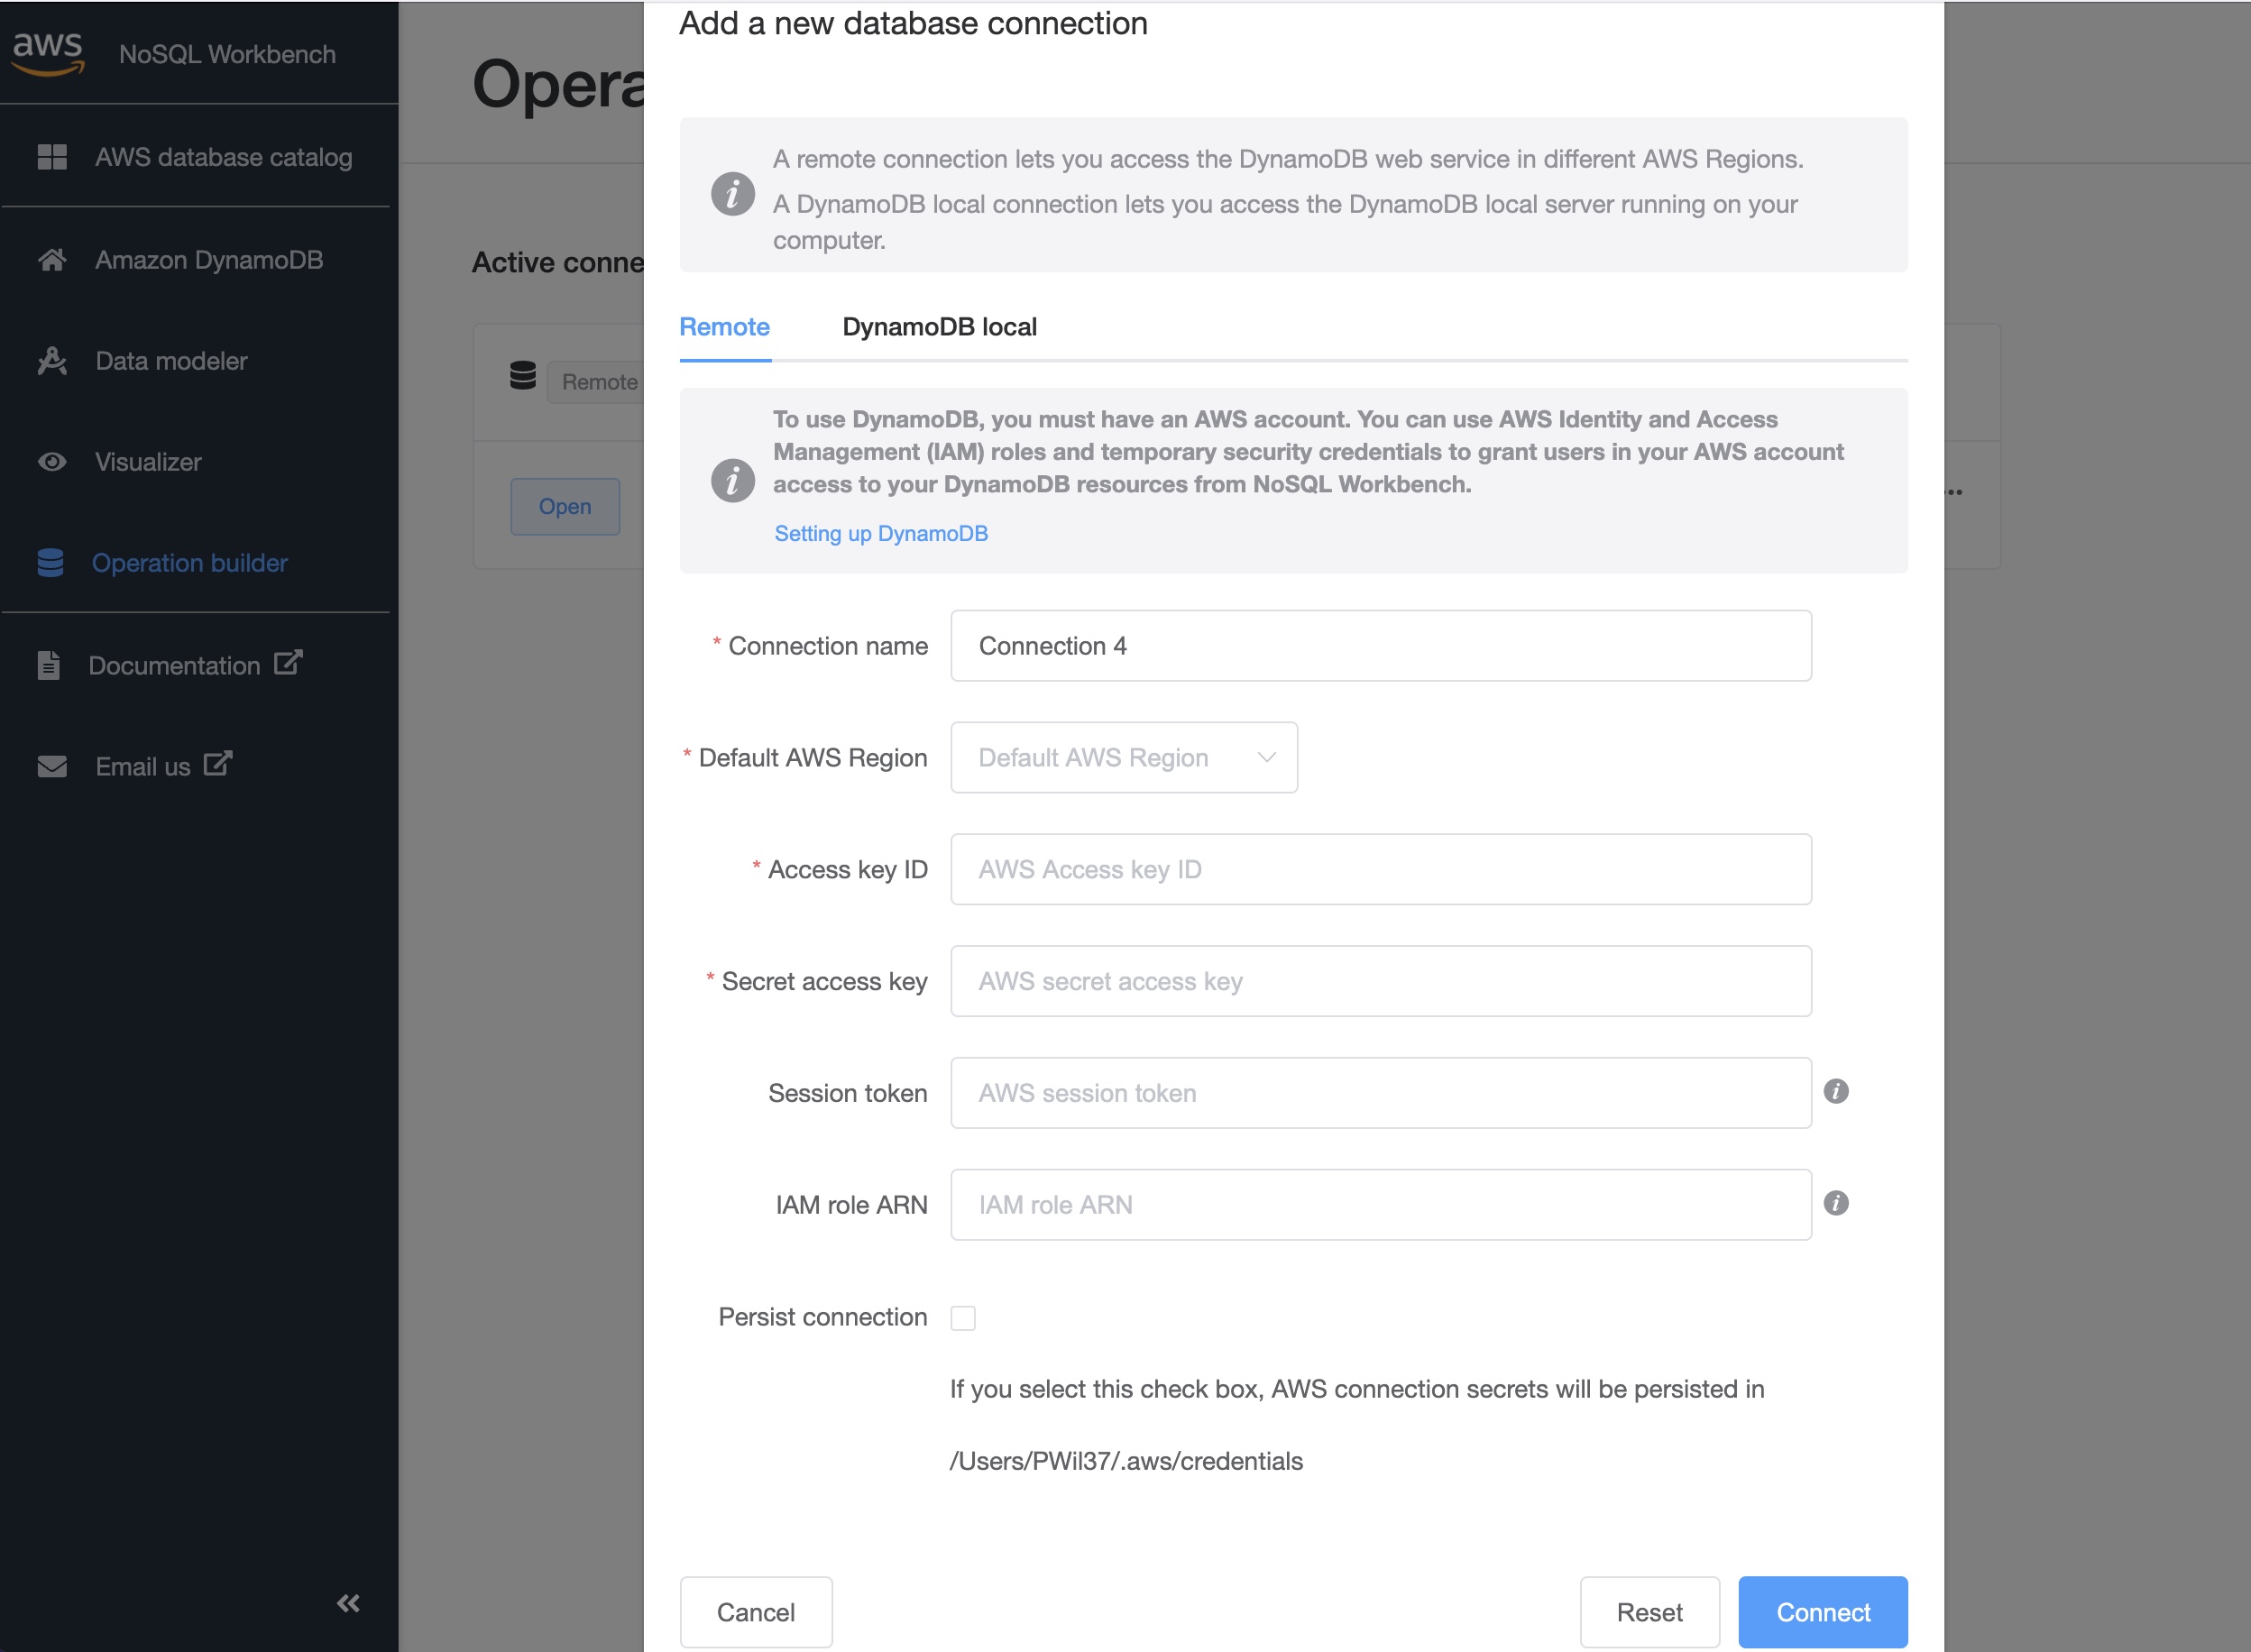 aws
NoSQL Workbench
AWS database catalog
Amazon DynamoDB
Data modeler
Visualizer
Operation builder
Documentation
Email us
Active
Remote
Open
Add a new database connection
A remote connection lets you access the DynamoDB web service in different AWS Regions.
A DynamoDB local connection lets you access the DynamoDB local server running on your
computer.
Remote DynamoDB local
To use DynamoDB, you must have an AWS account. You can use AWS Identity and Access
Management (IAM) roles and temporary security credentials to grant users in your AWS account
access to your DynamoDB resources from NoSQL Workbench.
Setting up DynamoDB
* Connection name Connection 4
* Default AWS Region Default AWS Region
* Access key ID AWS Access key ID
* Secret access key AWS secret access key
Session token AWS session token
IAM role ARN IAM role ARN
Persist connection
If you select this check box, AWS connection secrets will be persisted in
/Users/PWil37/.aws/credentials
Cancel Reset Connect